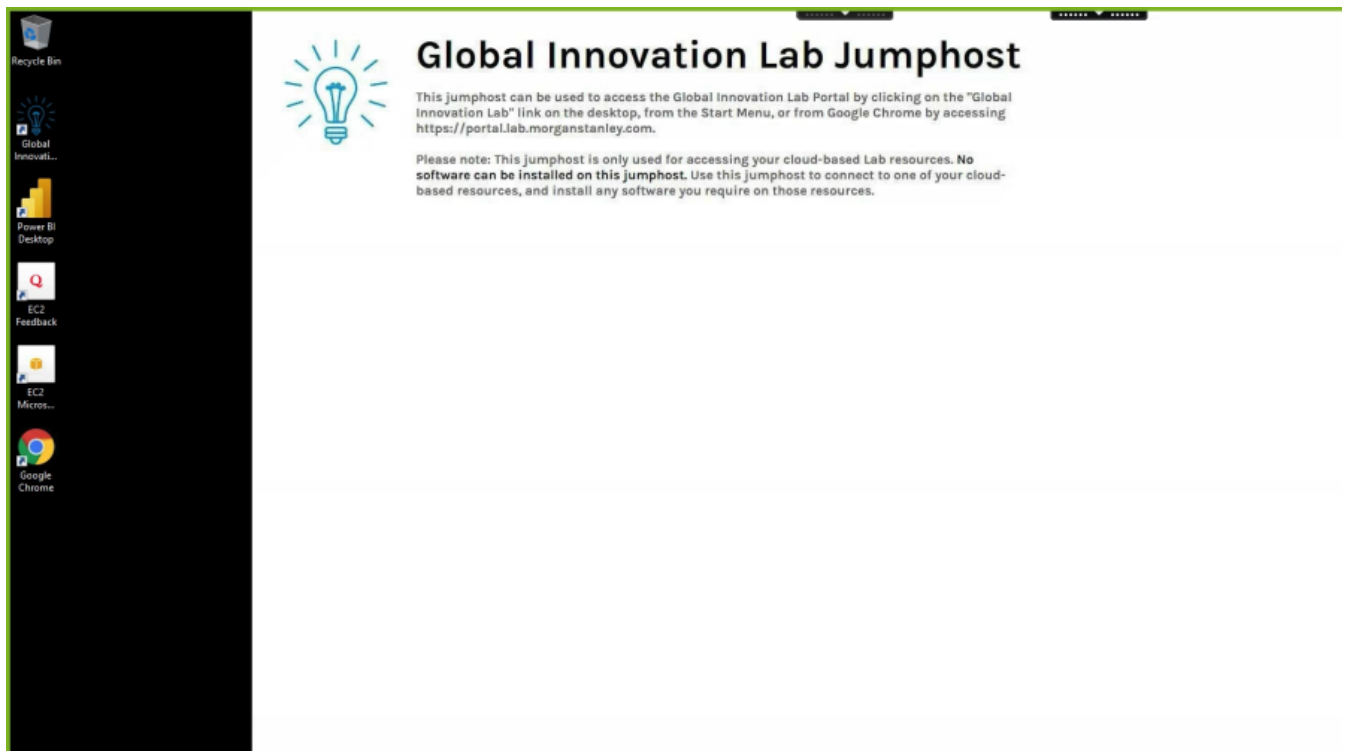 Recycle Bin
Global
Innovati...
Power BI
Desktop
Q
EC2
Feedback
EC2
Micros...
Google
Chrome
Global Innovation Lab Jumphost
This jumphost can be used to access the Global Innovation Lab Portal by clicking on the "Global
Innovation Lab" link on the desktop, from the Start Menu, or from Google Chrome by accessing
https://portal.lab.morganstanley.com.
Please note: This jumphost is only used for accessing your cloud-based Lab resources. No
software can be installed on this jumphost. Use this jumphost to connect to one of your cloud-
based resources, and install any software you require on those resources.